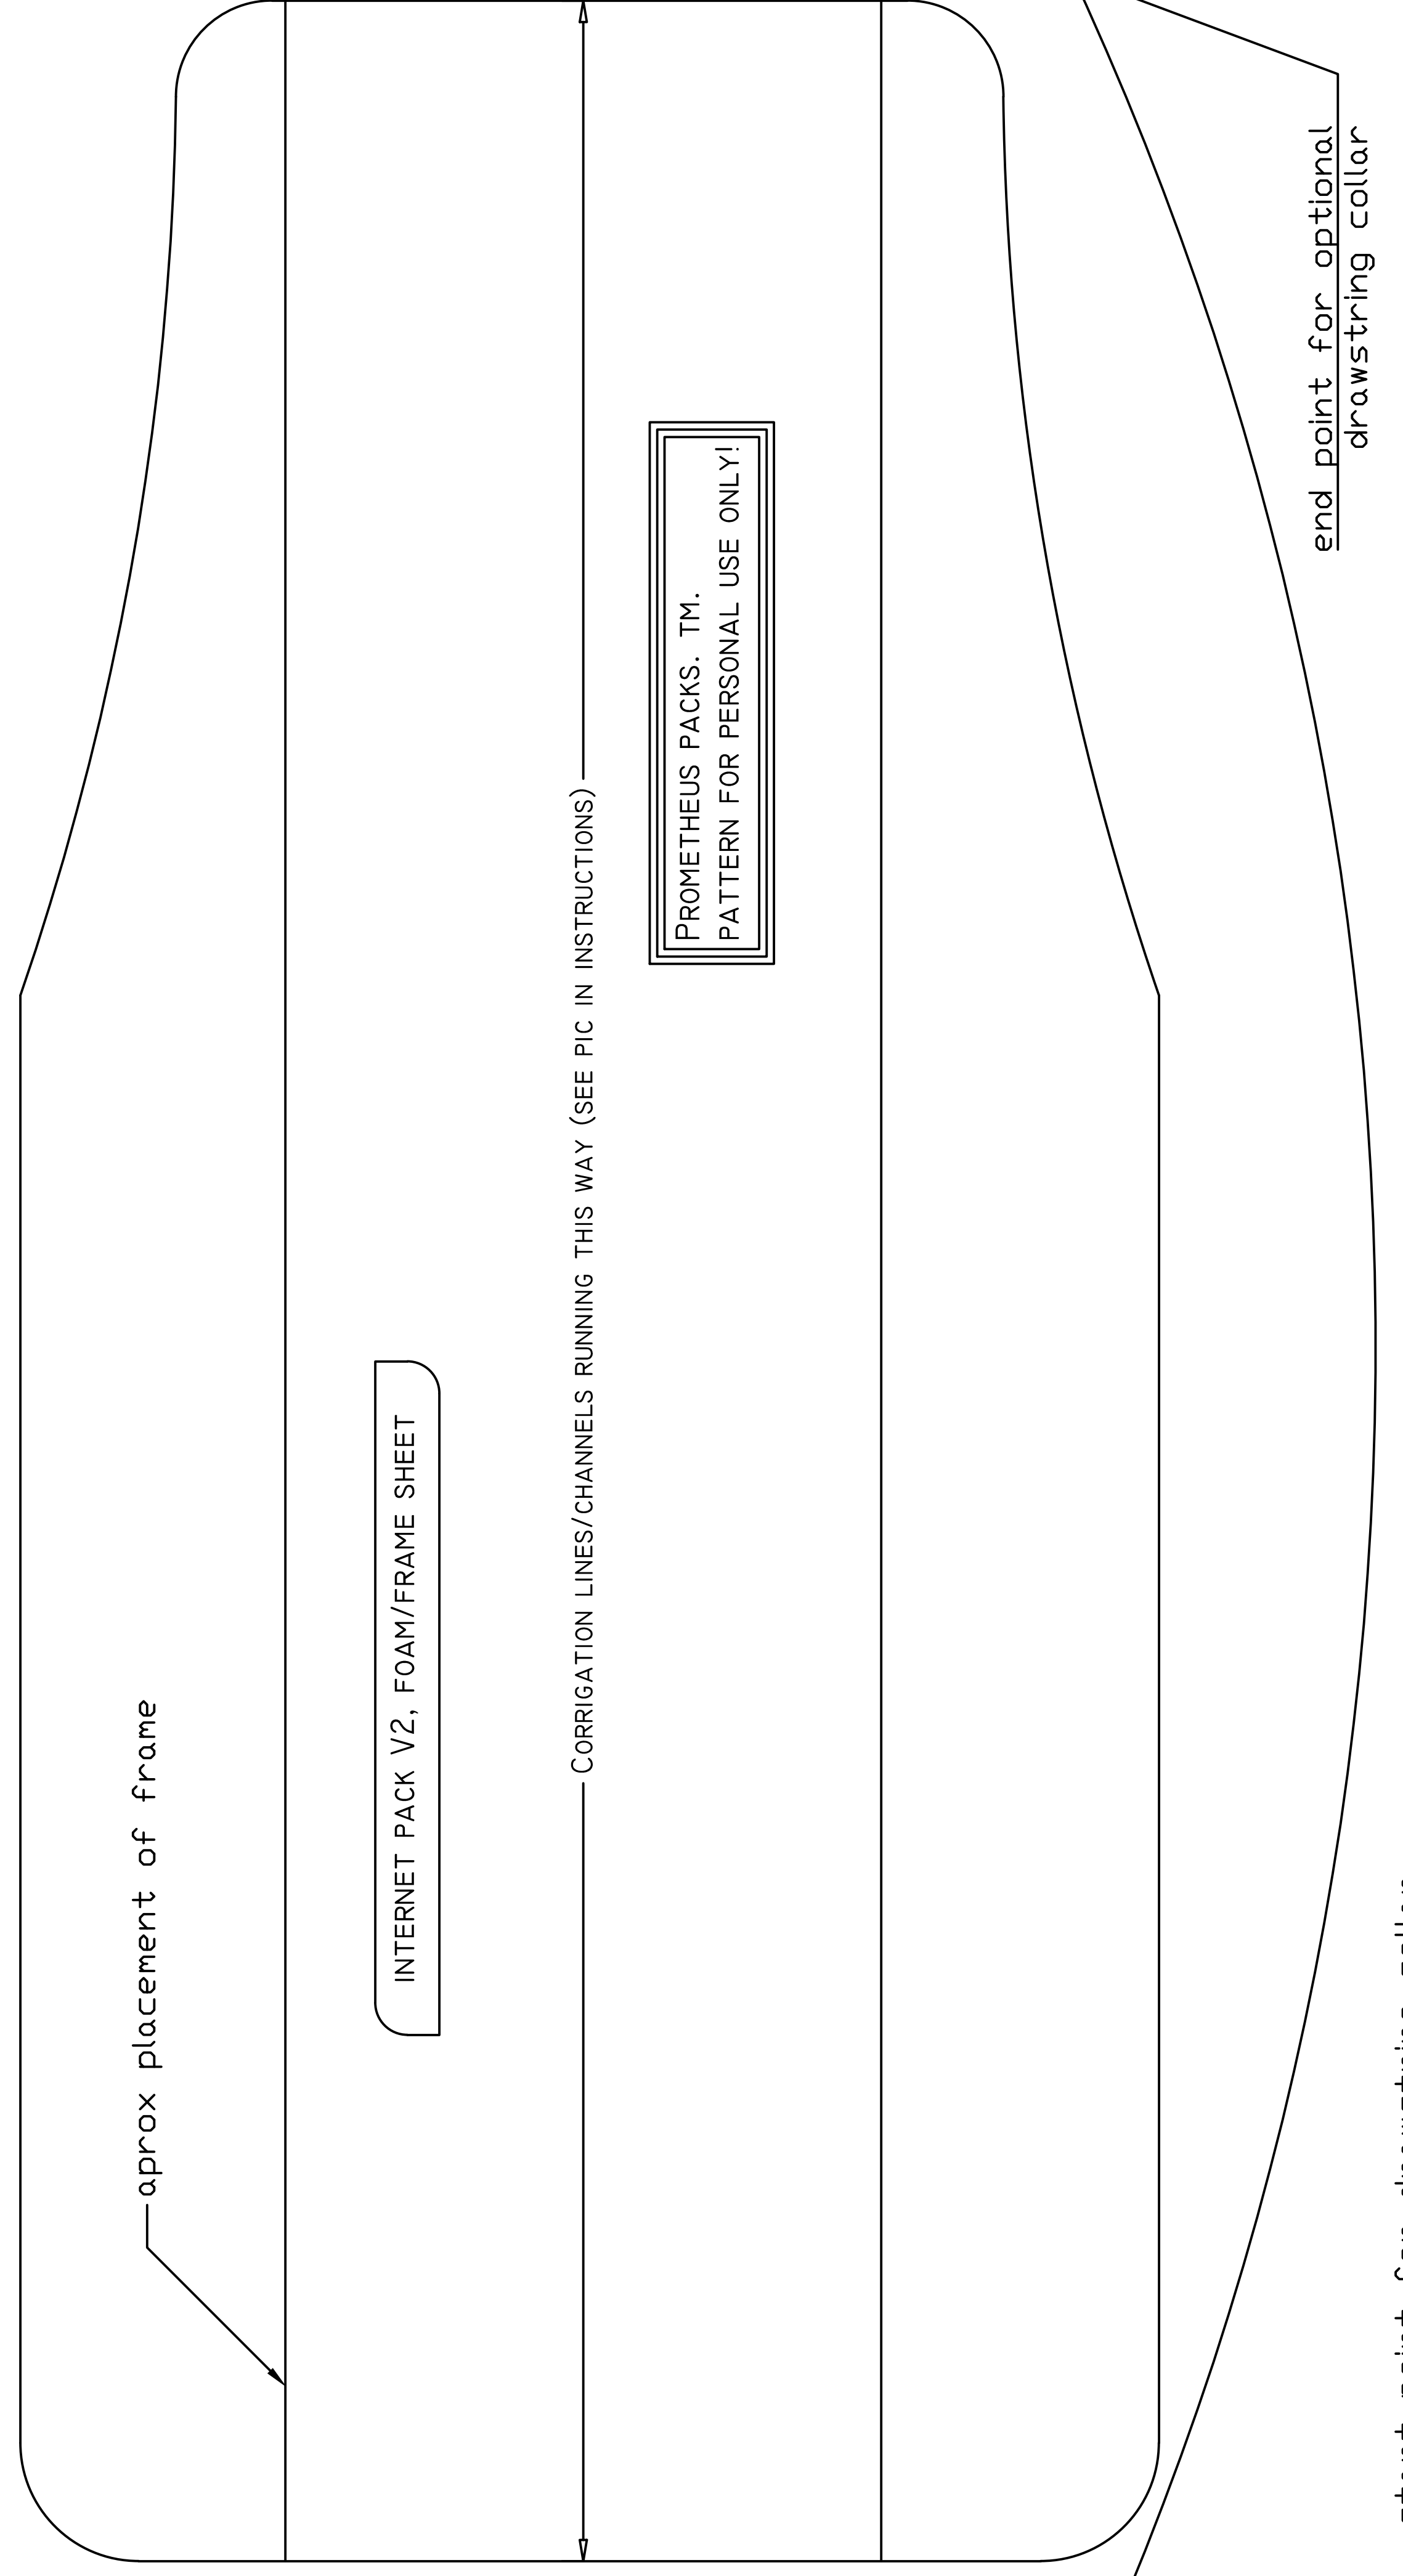 aprox placement of frame
INTERNET PACK V2, FOAM/FRAME SHEET
CORRIGATION LINES/CHANNELS RUNNING THIS WAY (SEE PIC IN INSTRUCTIONS)
PROMETHEUS PACKS. TM.
PATTERN FOR PERSONAL USE ONLY!
end point for optional
drawstring collar